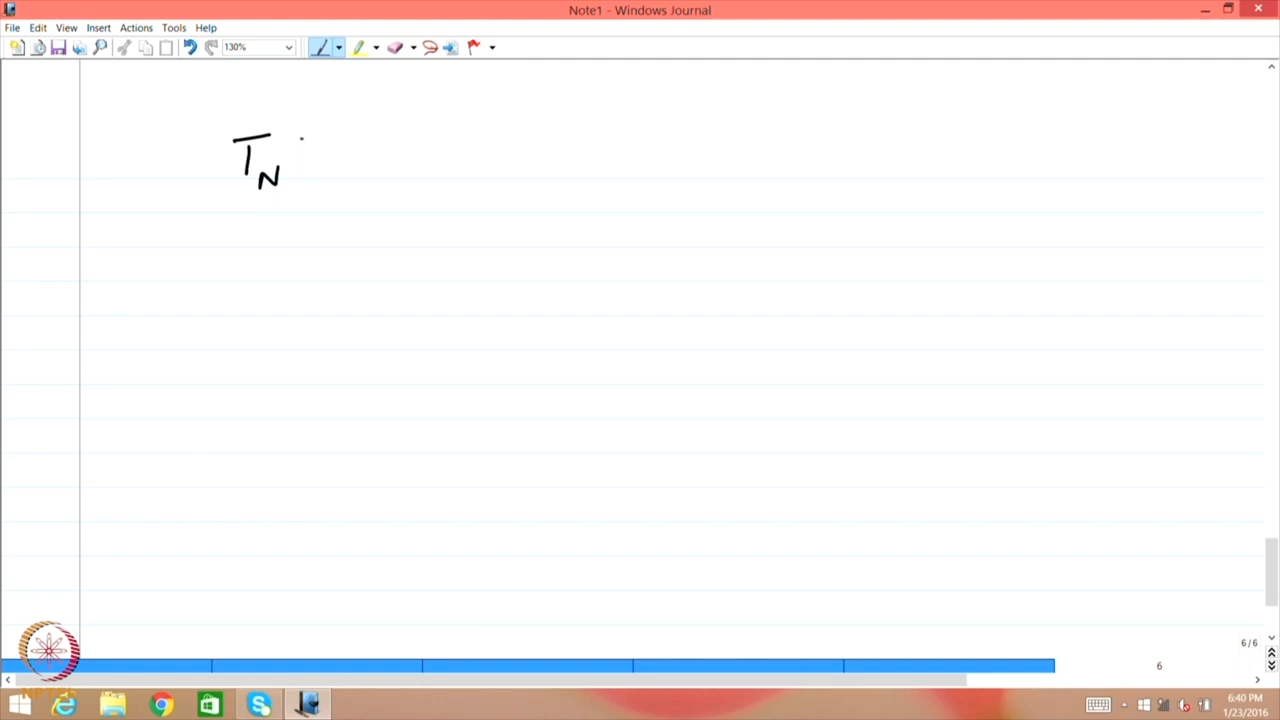 Note1 - Windows Journal
File Edit View Insert Actions Tools Help
130%
T_N
6/6
6
NPTEL
6:40 PM
1/23/2016